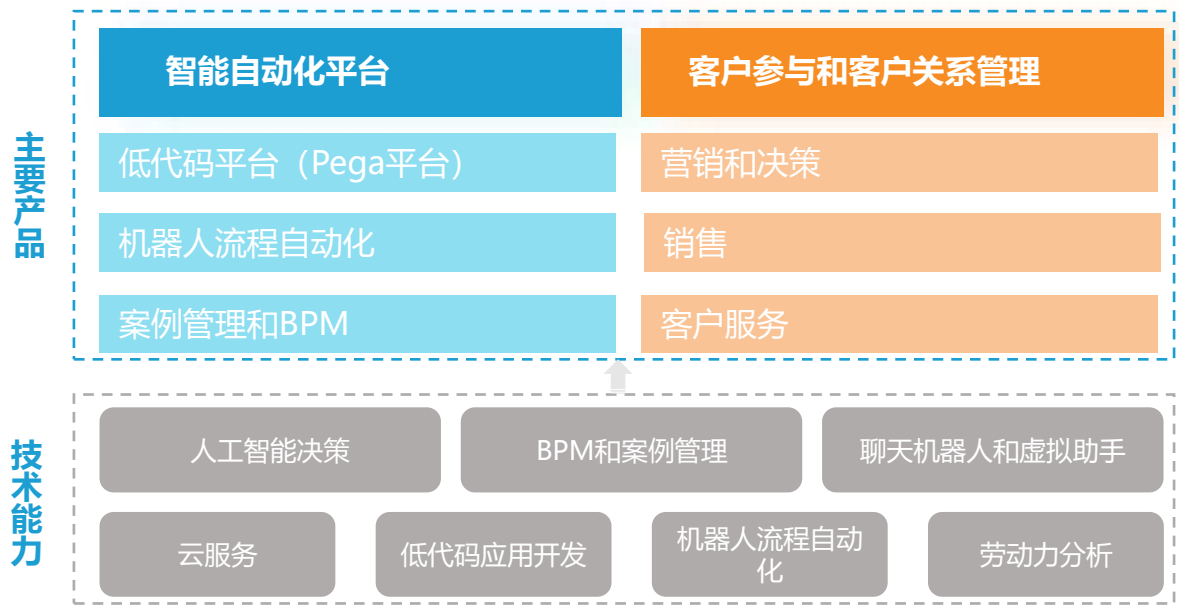 主要产品
智能自动化平台
客户参与和客户关系管理
低代码平台（Pega平台）
营销和决策
机器人流程自动化
销售
案例管理和BPM
客户服务
技术能力
人工智能决策
BPM和案例管理
聊天机器人和虚拟助手
云服务
低代码应用开发
机器人流程自动
化
劳动力分析